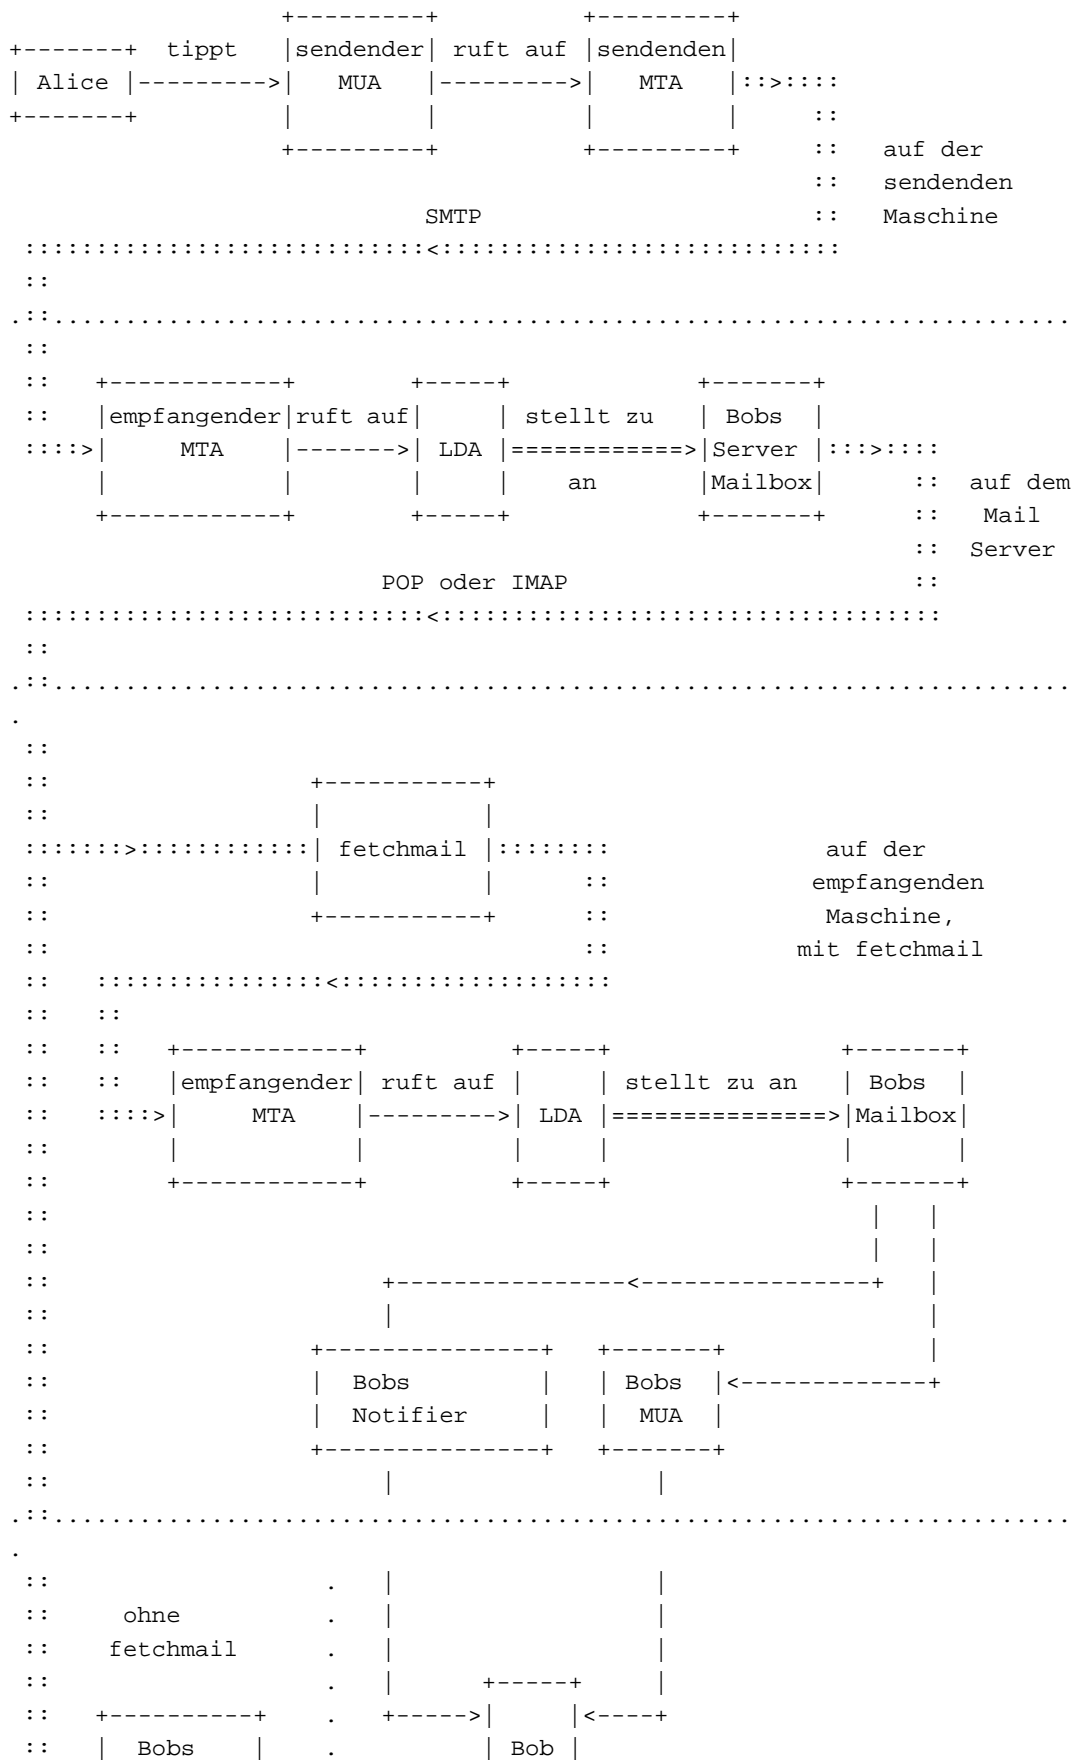 +---------+          +---------+
+-------+  tippt   |sendender| ruft auf |sendenden|
| Alice |--------->|   MUA   |--------->|   MTA   |::>::::
+-------+          |         |          |         |     ::
                   +---------+          +---------+     ::   auf der
                                                        ::   sendenden
                             SMTP                       ::   Maschine
 ::::::::::::::::::::::::::::<::::::::::::::::::::::::::::
 ::
.::.......................................................................
 ::
 ::   +------------+        +-----+             +-------+
 ::   |empfangender|ruft auf|     | stellt zu   | Bobs  |
 ::::>|     MTA    |------->| LDA |============>|Server |:::>::::
      |            |        |     |    an       |Mailbox|      ::  auf dem
      +------------+        +-----+             +-------+      ::   Mail
                                                               ::  Server
                          POP oder IMAP                        ::
 ::::::::::::::::::::::::::::<:::::::::::::::::::::::::::::::::::
 ::
.::.......................................................................
.
 ::
 ::                  +-----------+
 ::                  |           |
 :::::::>::::::::::::| fetchmail |::::::::               auf der
 ::                  |           |      ::              empfangenden
 ::                  +-----------+      ::               Maschine,
 ::                                     ::             mit fetchmail
 ::   ::::::::::::::::<:::::::::::::::::::
 ::   ::
 ::   ::   +------------+          +-----+                +-------+
 ::   ::   |empfangender| ruft auf |     | stellt zu an   | Bobs  |
 ::   ::::>|     MTA    |--------->| LDA |===============>|Mailbox|
 ::        |            |          |     |                |       |
 ::        +------------+          +-----+                +-------+
 ::                                                         |   |
 ::                                                         |   |
 ::                       +----------------<----------------+   |
 ::                       |                                     |
 ::                  +---------------+   +-------+              |
 ::                  |  Bobs         |   | Bobs  |<-------------+
 ::                  |  Notifier     |   |  MUA  |
 ::                  +---------------+   +-------+
 ::                       |                  |
.::.......................................................................
.
 ::                   .   |                  |
 ::     ohne          .   |                  |
 ::    fetchmail      .   |                  |
 ::                   .   |      +-----+     |
 ::   +----------+    .   +----->|     |<----+
 ::   |  Bobs    |    .          | Bob |